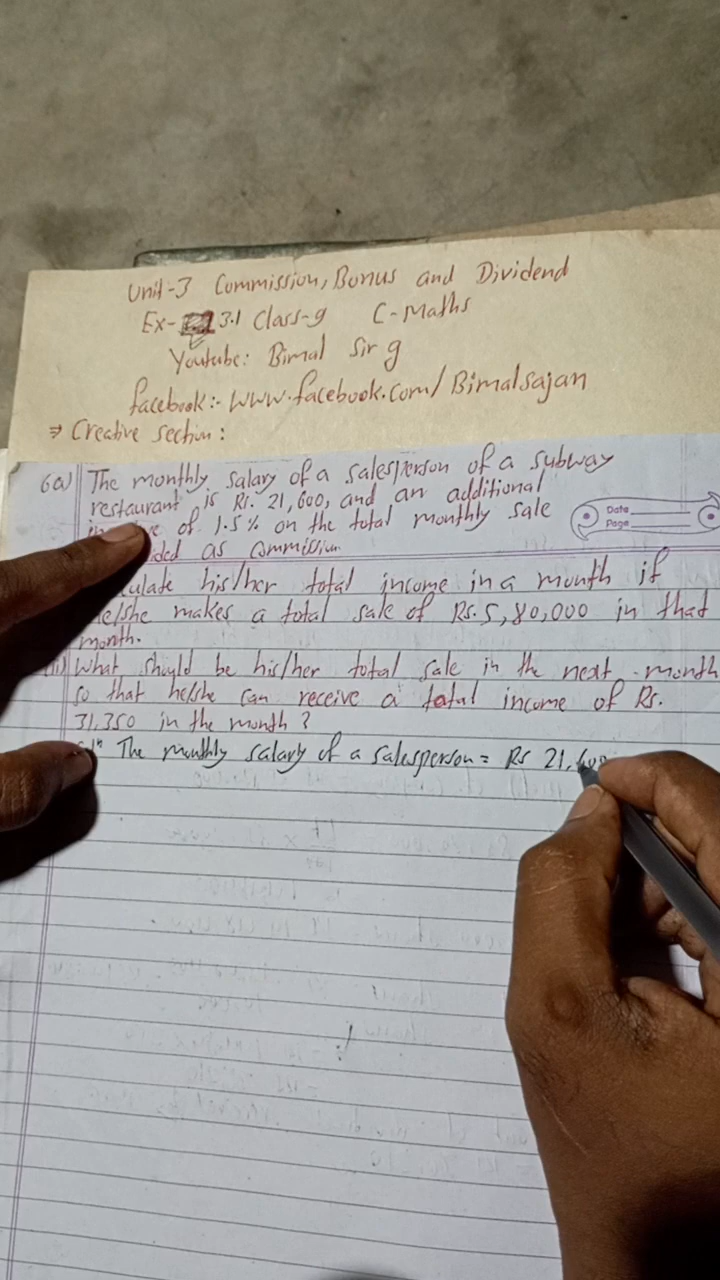 Unit-3 Commission, Bonus and Dividend
Ex- 3.1 Class-9 C-Maths
Youtube: Bimal Sir g
facebook:- www.facebook.com/Bimalsajan
⇒ Creative section:
6a) The monthly salary of a salesperson of a subway
restaurant is Rs. 21,600, and an additional
of 1.5% on the total monthly sale
Date
Page
as commission
his/her total income in a month if
he/she makes a total sale of Rs. 5,80,000 in that
month.
What should be his/her total sale in the next month
so that he/she can receive a total income of Rs.
31,350 in the month?
The monthly salary of a salesperson = Rs 21,600